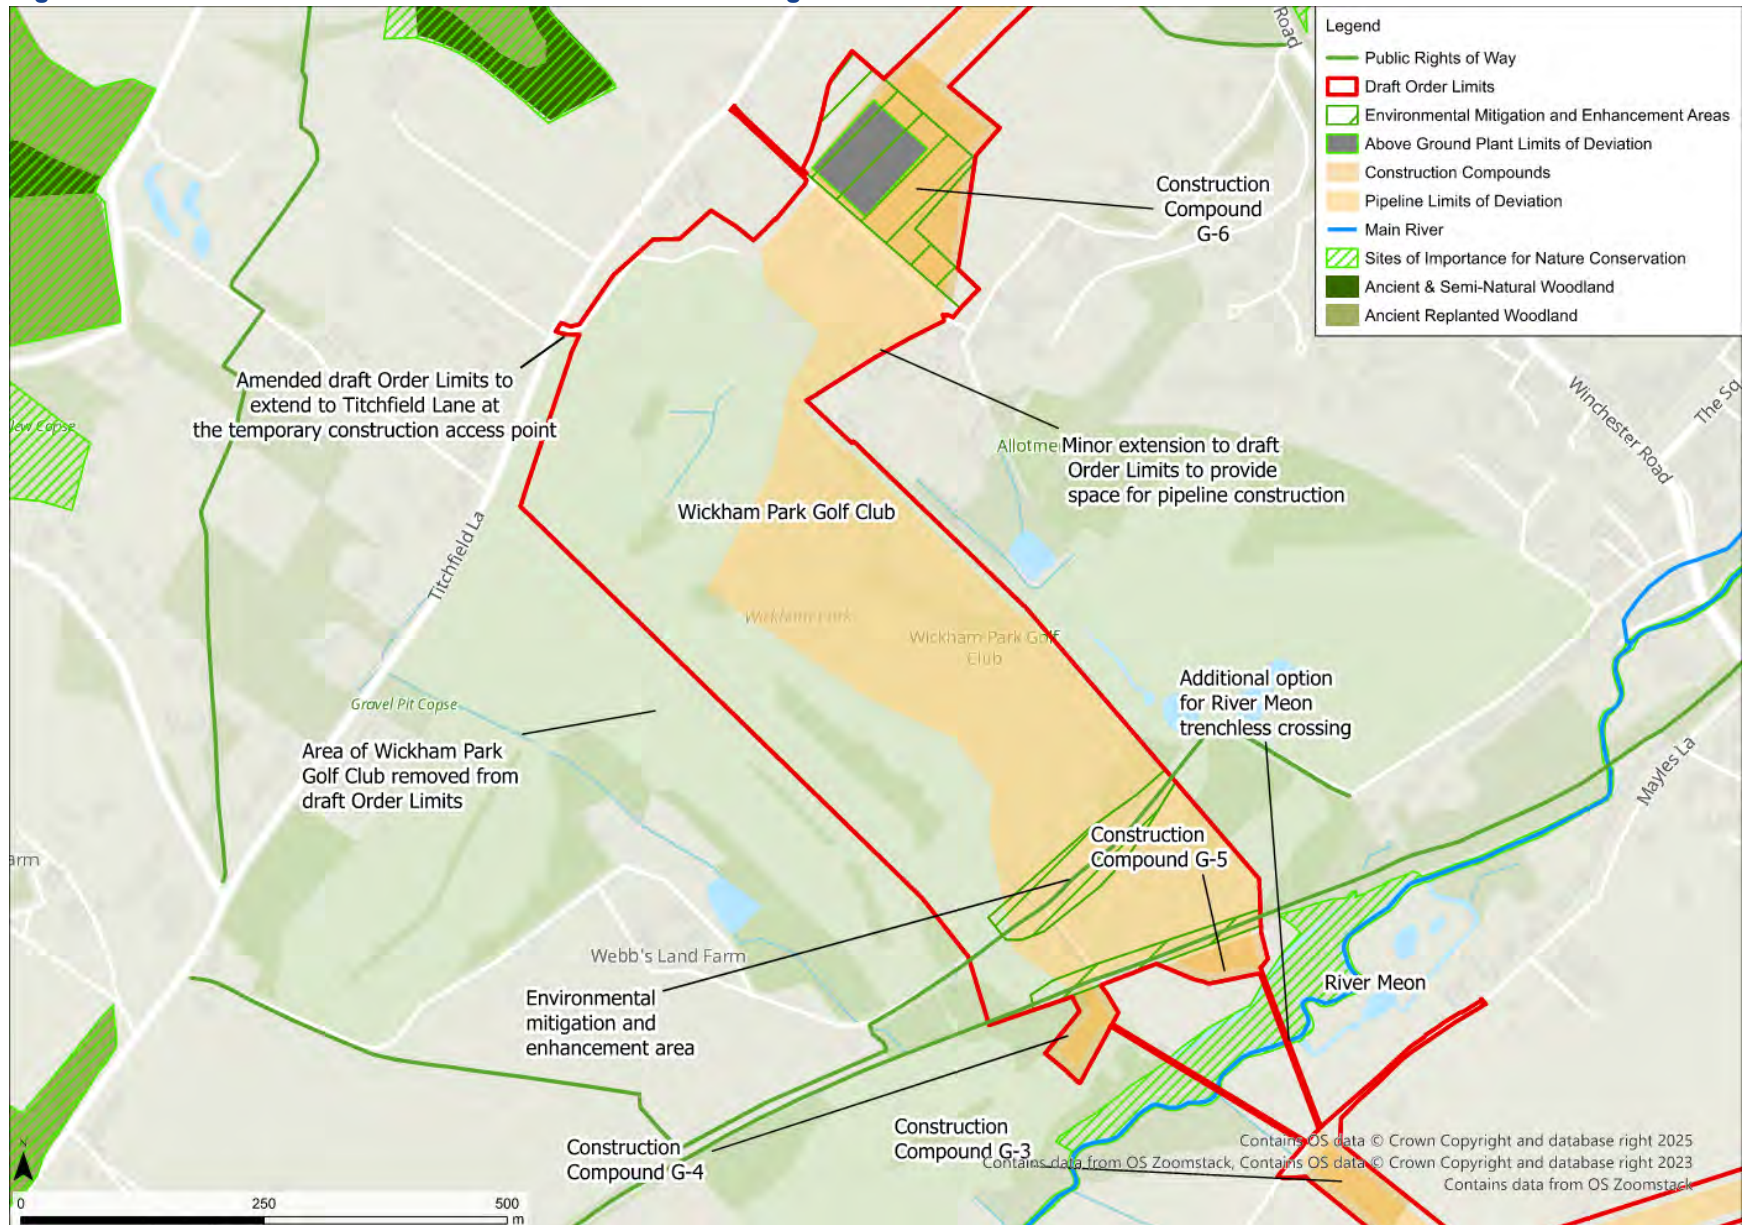 Legend
Public Rights of Way
Draft Order Limits
Environmental Mitigation and Enhancement Areas
Above Ground Plant Limits of Deviation
Construction Compounds
Pipeline Limits of Deviation
Main River
Sites of Importance for Nature Conservation
Ancient & Semi-Natural Woodland
Ancient Replanted Woodland
Road
Construction
Compound
G-6
Amended draft Order Limits to
extend to Titchfield Lane at
the temporary construction access point
Copse
Winchester Road
The Sq
Allotme
Minor extension to draft
Order Limits to provide
space for pipeline construction
Wickham Park Golf Club
Titchfield La
Wickham Park
Wickham Park Golf
Club
Additional option
for River Meon
trenchless crossing
Gravel Pit Copse
Area of Wickham Park
Golf Club removed from
draft Order Limits
Mayles La
Construction
Compound G-5
arm
Webb's Land Farm
River Meon
Environmental
mitigation and
enhancement area
Construction
Compound G-4
Construction
Compound G-3
Contains OS data © Crown Copyright and database right 2025
Contains data from OS Zoomstack, Contains OS data © Crown Copyright and database right 2023
Contains data from OS Zoomstack
N
0 250 500
m